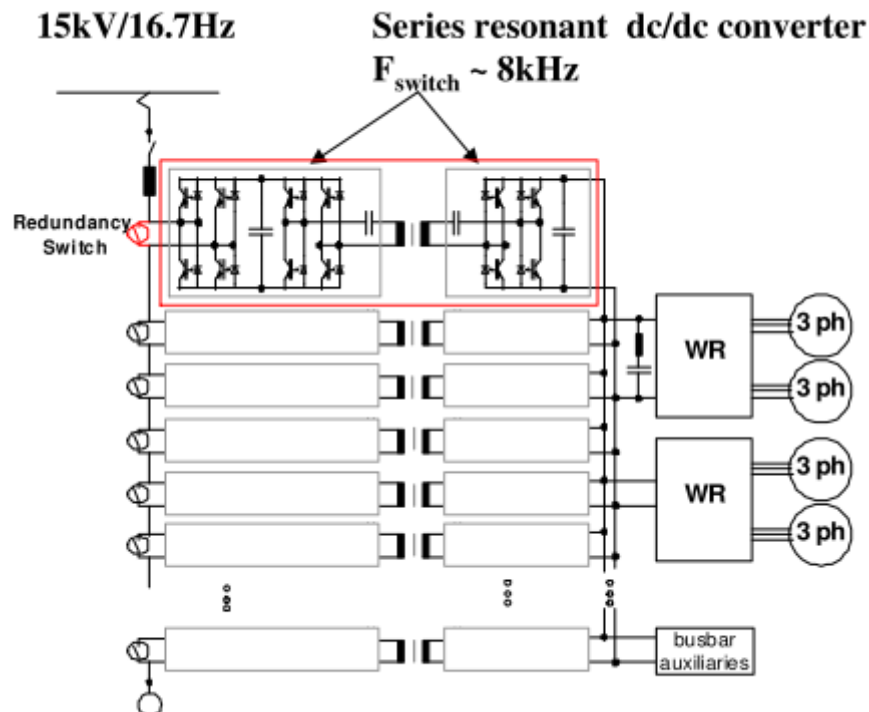 15kV/16.7Hz
Series resonant dc/dc converter
F_switch ~ 8kHz
Redundancy
Switch
WR
3 ph
3 ph
WR
3 ph
3 ph
busbar
auxiliaries